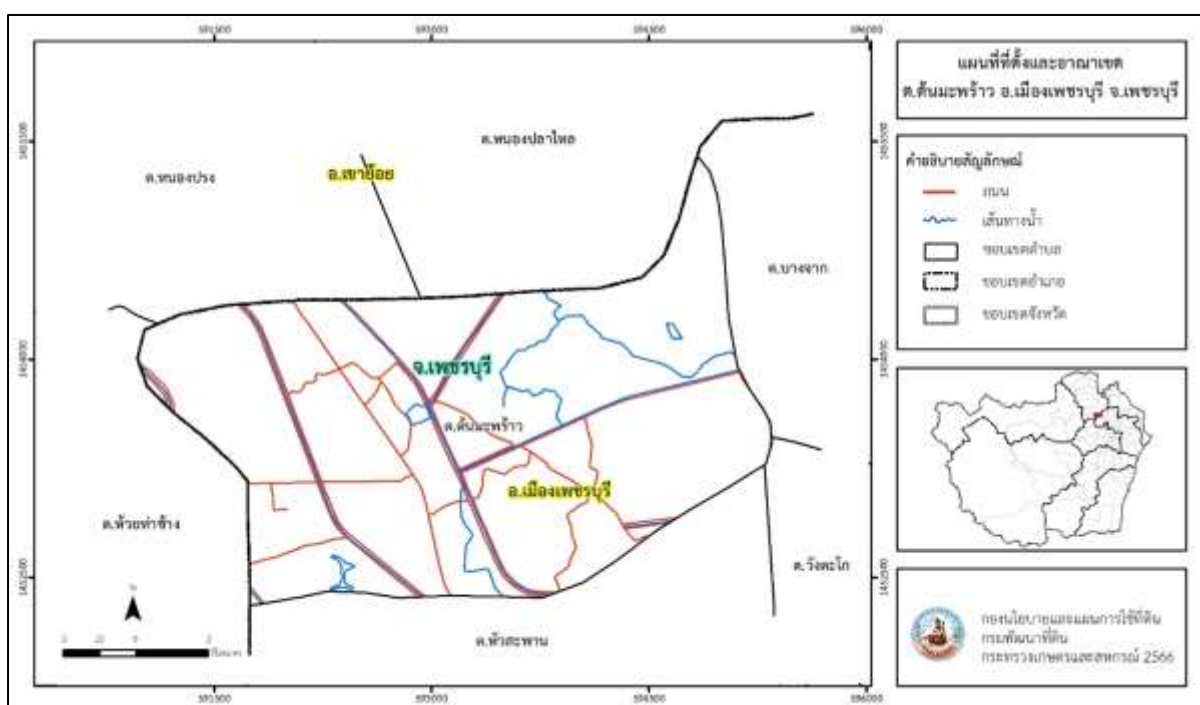 แผนที่ที่ตั้งและอาณาเขต
ต.ต้นมะพร้าว อ.เมืองเพชรบุรี จ.เพชรบุรี
คำอธิบายสัญลักษณ์
ถนน
เส้นทางน้ำ
ขอบเขตตำบล
ขอบเขตอำเภอ
ขอบเขตจังหวัด
591500
593000
594500
596000
ต.หนองปลาไหล
ต.หนองปรง
อ.เขาย้อย
ต.บางจาก
จ.เพชรบุรี
ต.ต้นมะพร้าว
อ.เมืองเพชรบุรี
ต.ห้วยท่าช้าง
ต.วังตะโก
ต.หัวสะพาน
591500
593000
594500
596000
กองนโยบายและแผนการใช้ที่ดิน
กรมพัฒนาที่ดิน
กระทรวงเกษตรและสหกรณ์ 2566